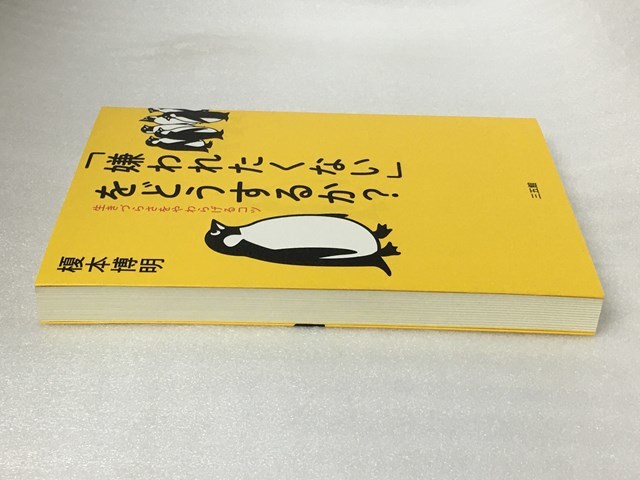 「嫌われたくない」
をどうするか?
生きづらさをやわらげるコツ
榎本博明
三五館